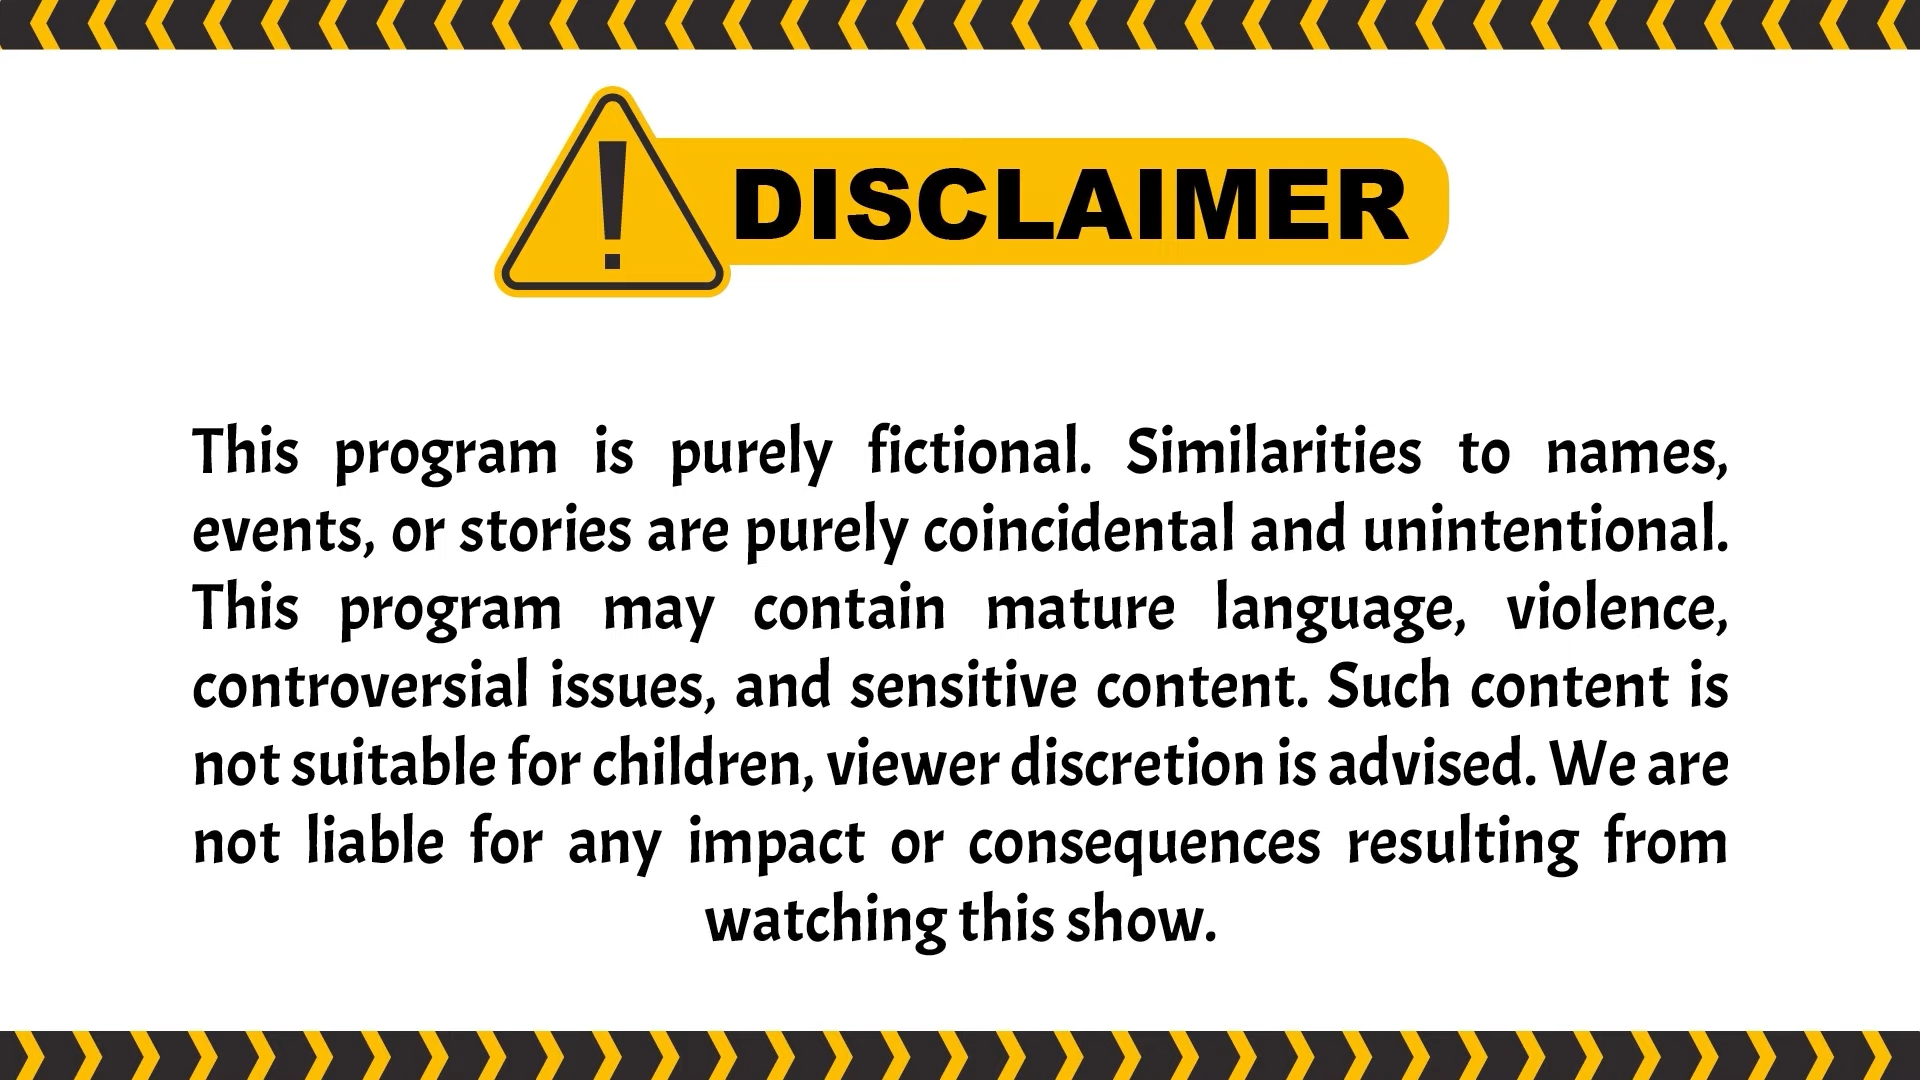 DISCLAIMER
This program is purely fictional. Similarities to names,
events, or stories are purely coincidental and unintentional.
This program may contain mature language, violence,
controversial issues, and sensitive content. Such content is
not suitable for children, viewer discretion is advised. We are
not liable for any impact or consequences resulting from
watching this show.